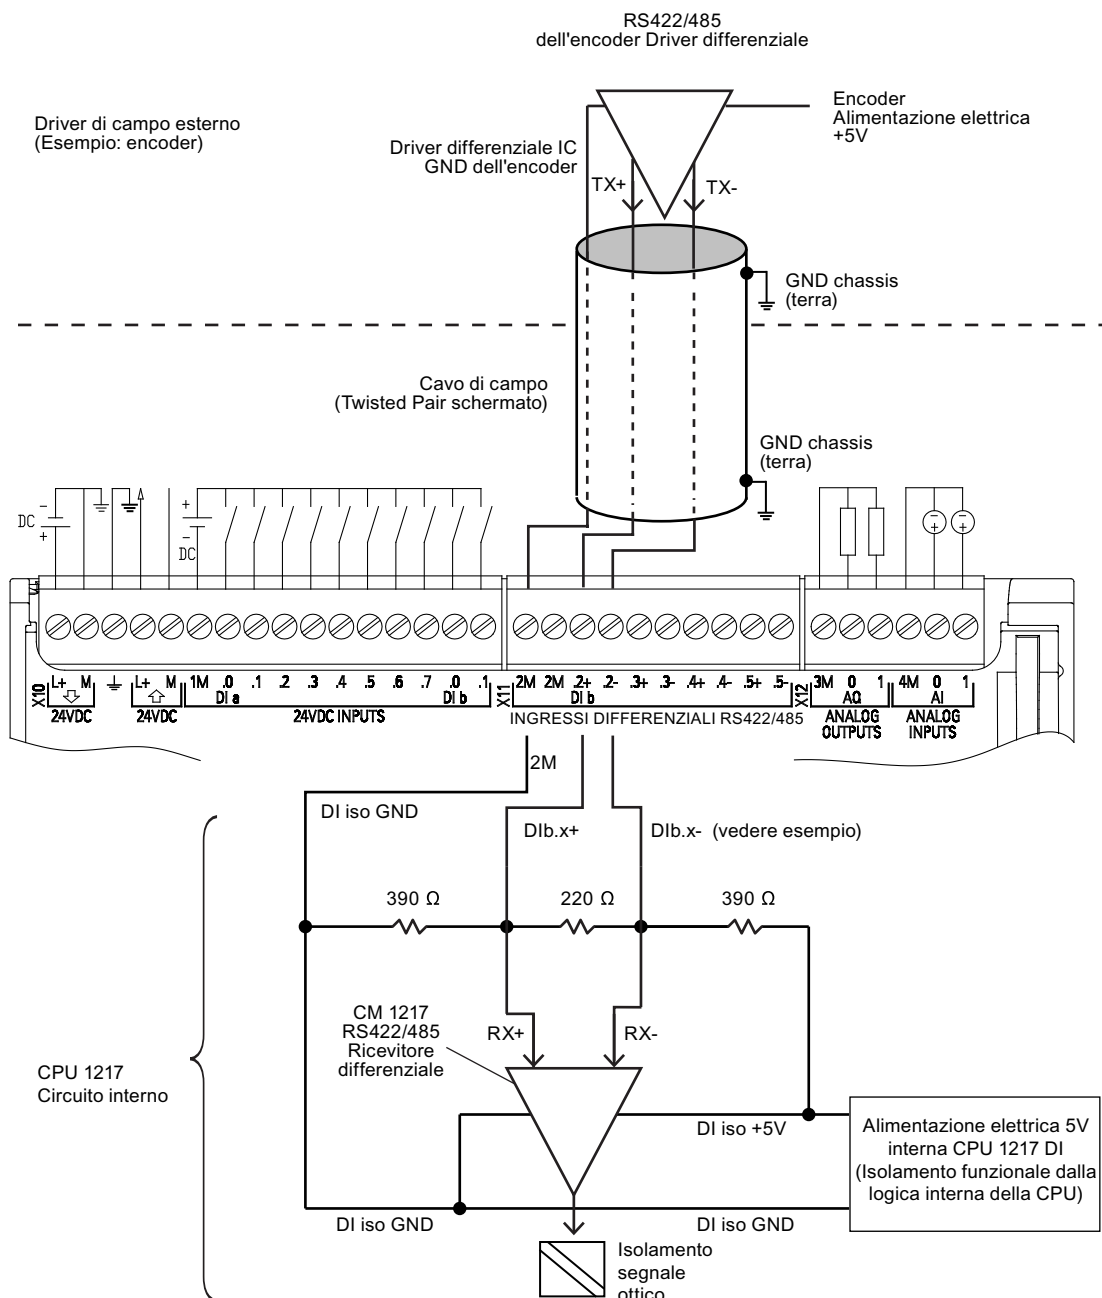 RS422/485
dell'encoder Driver differenziale
Encoder
Alimentazione elettrica
+5V
Driver di campo esterno
(Esempio: encoder)
Driver differenziale IC
GND dell'encoder
TX+
TX-
GND chassis
(terra)
Cavo di campo
(Twisted Pair schermato)
GND chassis
(terra)
DC
−
+
+
−
DC
−
+
−
+
X10
L+ M
L+ M
1M .0 .1 .2 .3 .4 .5 .6 .7 .0 .1
24VDC
24VDC
DI a
24VDC INPUTS
DI b
X11
2M 2M .2+ .2- .3+ .3- .4+ .4- .5+ .5-
DI b
INGRESSI DIFFERENZIALI RS422/485
X12
3M 0 1
AQ
ANALOG
OUTPUTS
4M 0 1
AI
ANALOG
INPUTS
2M
DI iso GND
DIb.x+
DIb.x- (vedere esempio)
390 Ω
220 Ω
390 Ω
CM 1217
RS422/485
Ricevitore
differenziale
RX+
RX-
CPU 1217
Circuito interno
DI iso +5V
Alimentazione elettrica 5V
interna CPU 1217 DI
(Isolamento funzionale dalla
logica interna della CPU)
DI iso GND
DI iso GND
Isolamento
segnale
ottico